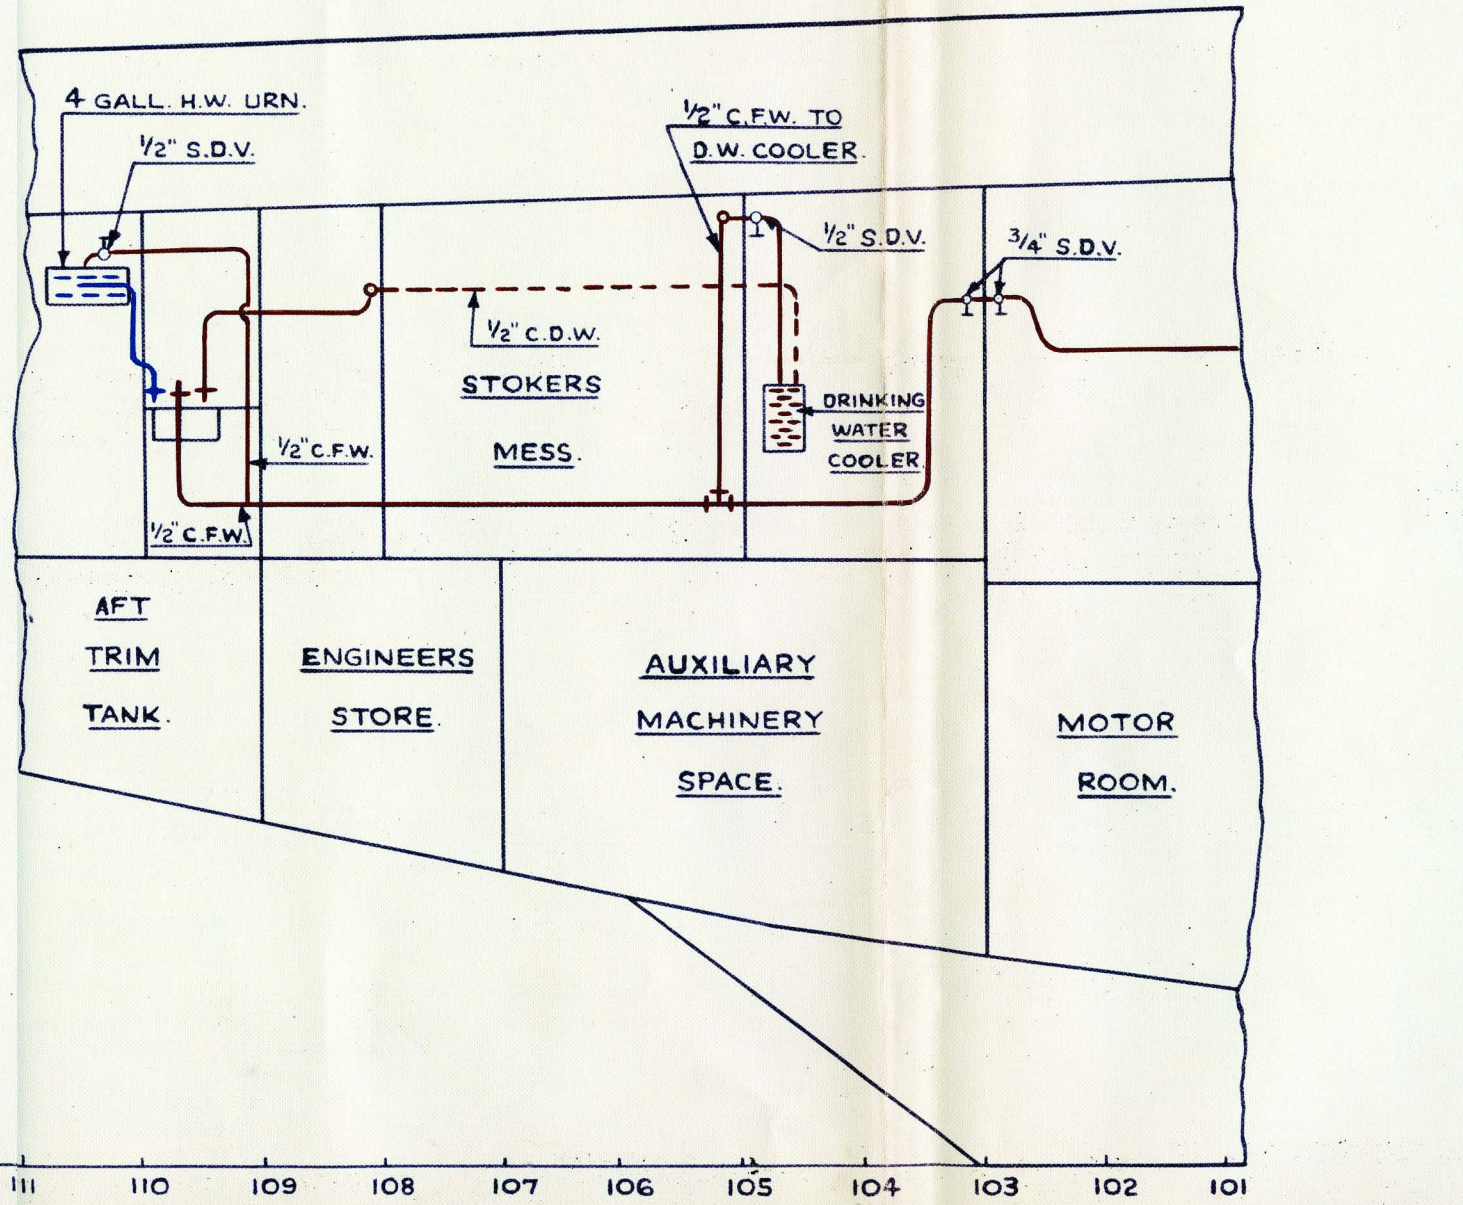 4 GALL. H.W. URN.
1/2" S.D.V.
1/2" C.F.W. TO
D.W. COOLER.
1/2" S.D.V.
3/4" S.D.V.
1/2" C.D.W.
STOKERS
MESS.
DRINKING
WATER
COOLER.
1/2" C.F.W.
1/2" C.F.W.
AFT
TRIM
TANK.
ENGINEERS
STORE.
AUXILIARY
MACHINERY
SPACE.
MOTOR
ROOM.
111 110 109 108 107 106 105 104 103 102 101